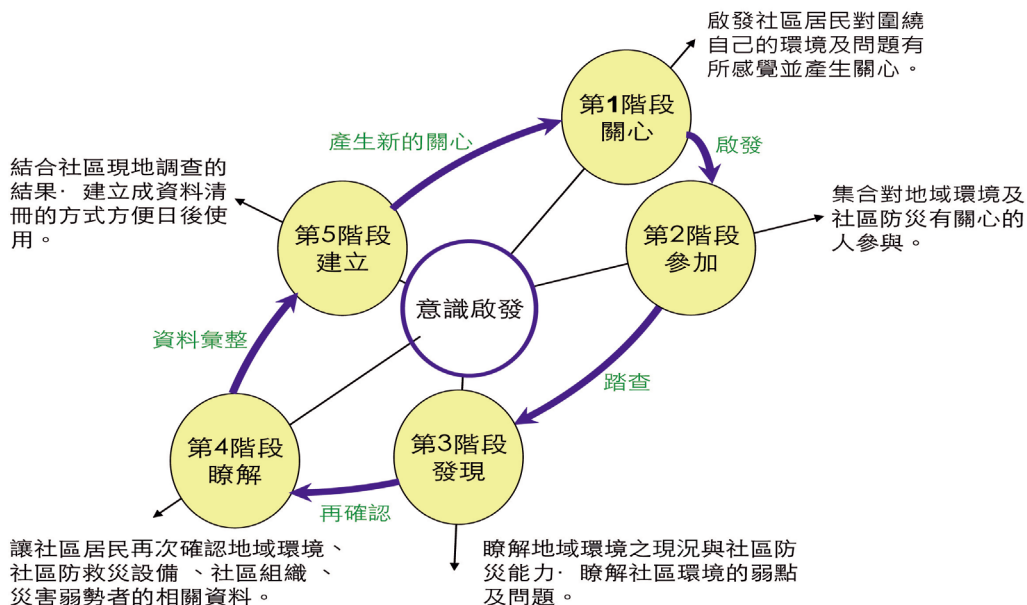 啟發社區居民對圍繞
自己的環境及問題有
所感覺並產生關心。
第1階段
關心
產生新的關心
啟發
結合社區現地調查的
結果‧建立成資料清
冊的方式方便日後使
用。
集合對地域環境及
社區防災有關心的
人參與。
第5階段
建立
第2階段
參加
意識啟發
資料彙整
踏查
第4階段
瞭解
第3階段
發現
再確認
讓社區居民再次確認地域環境、
社區防救災設備 、社區組織 、
災害弱勢者的相關資料。
瞭解地域環境之現況與社區防
災能力‧瞭解社區環境的弱點
及問題。